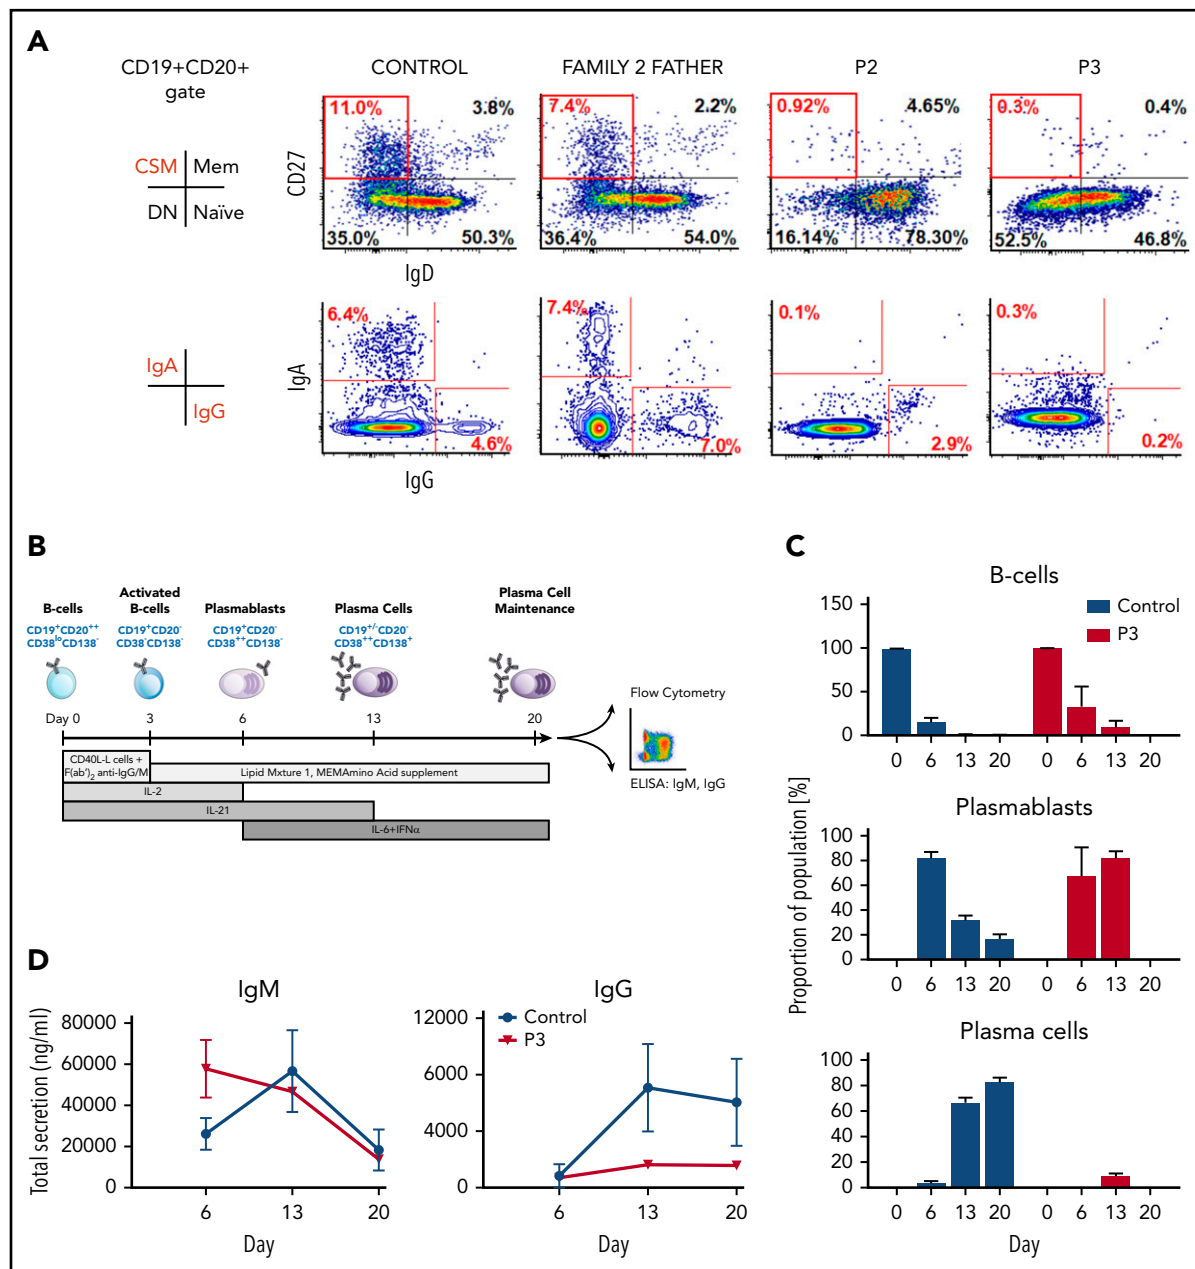 A
CD19+CD20+
gate
CONTROL
FAMILY 2 FATHER
P2
P3
CSM
Mem
DN
Naïve
CD27
11.0%
3.8%
35.0%
50.3%
7.4%
2.2%
36.4%
54.0%
0.92%
4.65%
16.14%
78.30%
0.3%
0.4%
52.5%
46.8%
IgD
IgA
IgG
IgA
6.4%
4.6%
7.4%
7.0%
0.1%
2.9%
0.3%
0.2%
IgG
B
B-cells
CD19+CD20++
CD38loCD138-
Activated
B-cells
CD19+CD20-
CD38-CD138-
Plasmablasts
CD19+CD20-
CD38++CD138-
Plasma Cells
CD19+/-CD20-
CD38++CD138+
Plasma Cell
Maintenance
Day 0
3
6
13
20
CD40L-L cells +
F(ab')2 anti-IgG/M
Lipid Mxture 1, MEMAmino Acid supplement
IL-2
IL-21
IL-6+IFNα
Flow Cytometry
ELISA: IgM, IgG
C
B-cells
150
100
50
0
Control
P3
0 6 13 20 0 6 13 20
Proportion of population [%]
Plasmablasts
100
80
60
40
20
0
0 6 13 20 0 6 13 20
Plasma cells
100
80
60
40
20
0
0 6 13 20 0 6 13 20
Day
D
IgM
Total secretion (ng/ml)
80000
60000
40000
20000
0
6 13 20
Day
IgG
12000
6000
4000
0
Control
P3
6 13 20
Day